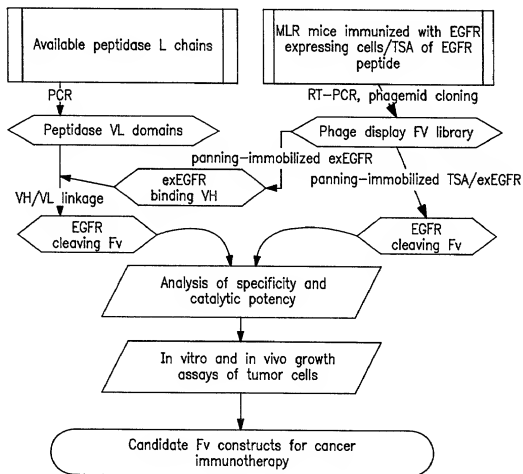 Available peptidase L chains
MLR mice immunized with EGFR
expressing cells/TSA of EGFR
peptide
PCR
RT-PCR, phagemid cloning
Peptidase VL domains
Phage display FV library
panning-immobilized exEGFR
exEGFR
binding VH
panning-immobilized TSA/exEGFR
VH/VL linkage
EGFR
cleaving Fv
EGFR
cleaving Fv
Analysis of specificity and
catalytic potency
In vitro and in vivo growth
assays of tumor cells
Candidate Fv constructs for cancer
immunotherapy